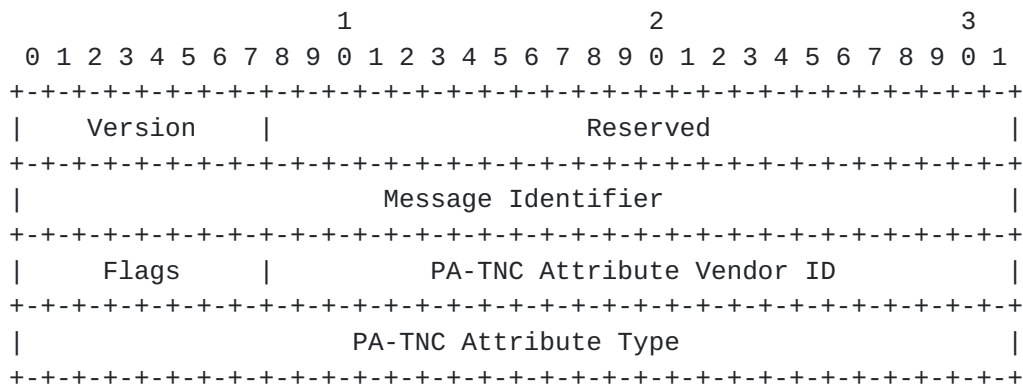 1                   2                   3
 0 1 2 3 4 5 6 7 8 9 0 1 2 3 4 5 6 7 8 9 0 1 2 3 4 5 6 7 8 9 0 1
+-+-+-+-+-+-+-+-+-+-+-+-+-+-+-+-+-+-+-+-+-+-+-+-+-+-+-+-+-+-+-+-+
|    Version    |                    Reserved                   |
+-+-+-+-+-+-+-+-+-+-+-+-+-+-+-+-+-+-+-+-+-+-+-+-+-+-+-+-+-+-+-+-+
|                       Message Identifier                      |
+-+-+-+-+-+-+-+-+-+-+-+-+-+-+-+-+-+-+-+-+-+-+-+-+-+-+-+-+-+-+-+-+
|     Flags     |          PA-TNC Attribute Vendor ID           |
+-+-+-+-+-+-+-+-+-+-+-+-+-+-+-+-+-+-+-+-+-+-+-+-+-+-+-+-+-+-+-+-+
|                     PA-TNC Attribute Type                     |
+-+-+-+-+-+-+-+-+-+-+-+-+-+-+-+-+-+-+-+-+-+-+-+-+-+-+-+-+-+-+-+-+